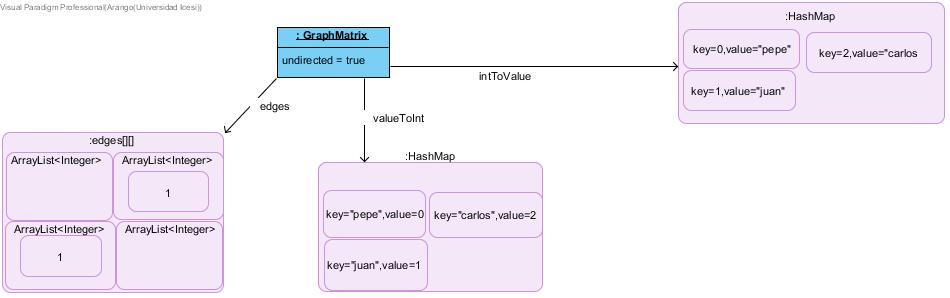 Visual Paradigm Professional(Arango(Universidad Icesi))
: GraphMatrix
undirected = true
intToValue
:HashMap
key=0,value="pepe"
key=2,value="carlos
key=1,value="juan"
edges
valueToInt
:edges[][]
ArrayList<Integer>
ArrayList<Integer>
1
ArrayList<Integer>
ArrayList<Integer>
1
:HashMap
key="pepe",value=0
key="carlos",value=2
key="juan",value=1